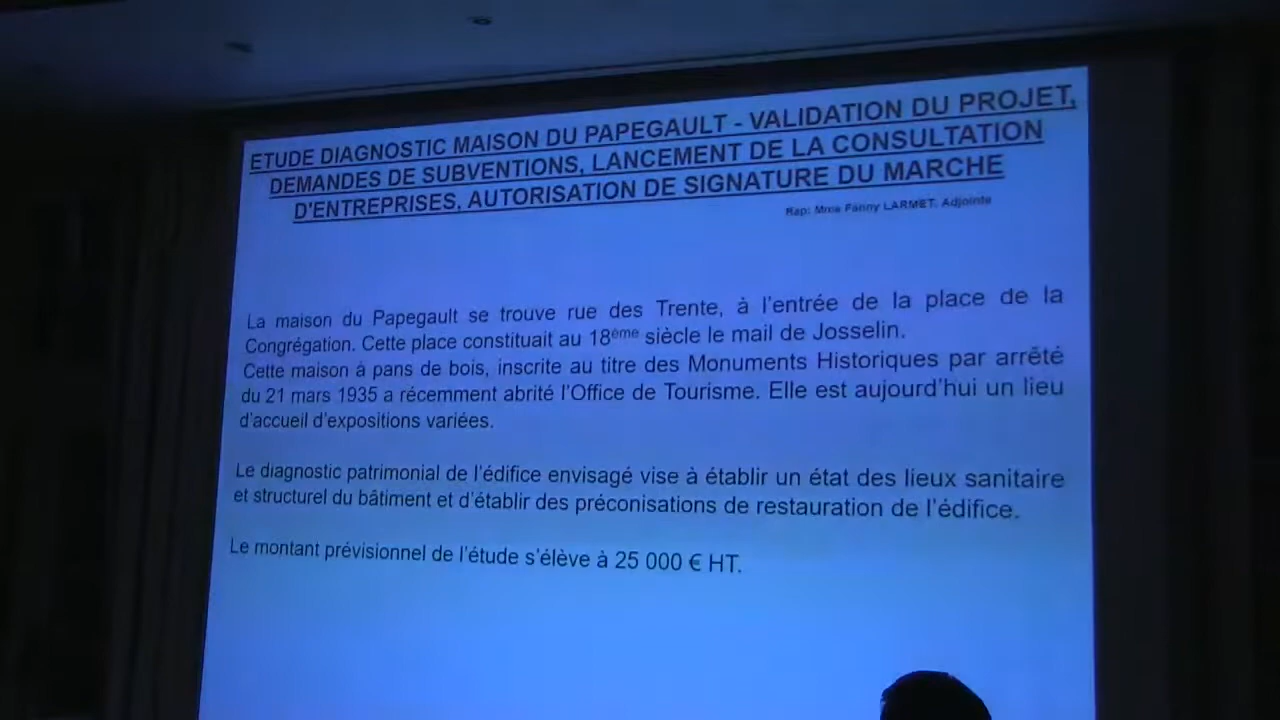 ETUDE DIAGNOSTIC MAISON DU PAPEGAULT - VALIDATION DU PROJET,
DEMANDES DE SUBVENTIONS, LANCEMENT DE LA CONSULTATION
D'ENTREPRISES, AUTORISATION DE SIGNATURE DU MARCHE
Rap: Mme Fanny LARMET, Adjointe
La maison du Papegault se trouve rue des Trente, à l’entrée de la place de la
Congrégation. Cette place constituait au 18ème siècle le mail de Josselin.
Cette maison à pans de bois, inscrite au titre des Monuments Historiques par arrêté
du 21 mars 1935 a récemment abrité l’Office de Tourisme. Elle est aujourd’hui un lieu
d’accueil d’expositions variées.
Le diagnostic patrimonial de l’édifice envisagé vise à établir un état des lieux sanitaire
et structurel du bâtiment et d’établir des préconisations de restauration de l’édifice.
Le montant prévisionnel de l’étude s’élève à 25 000 € HT.